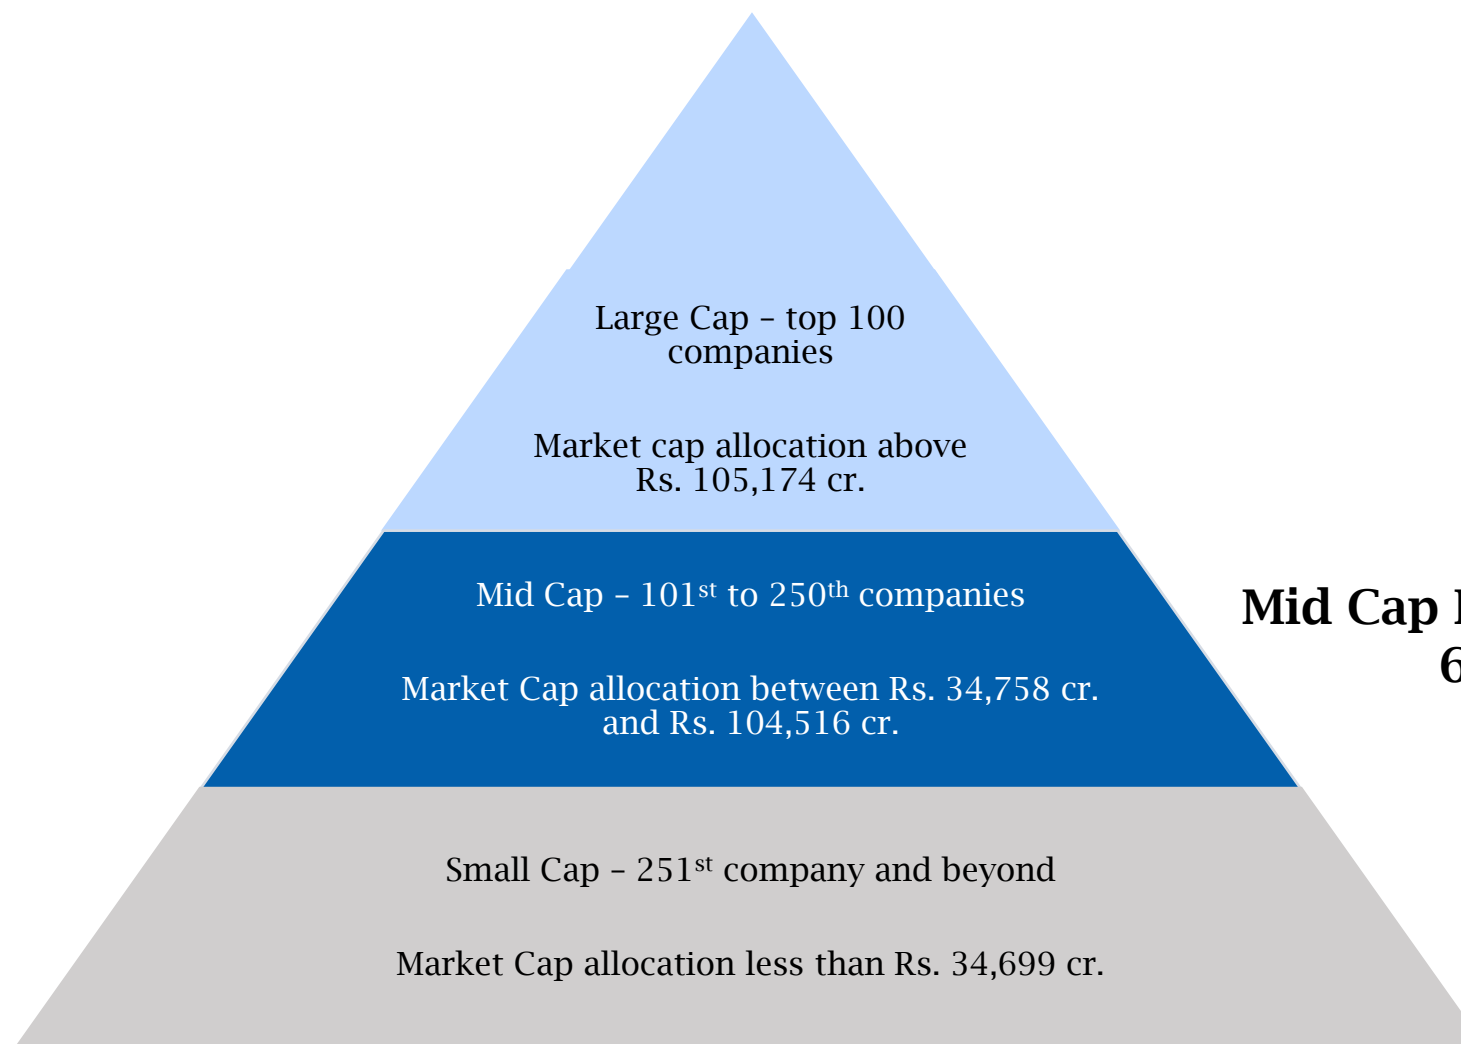 Large Cap – top 100
companies
Market cap allocation above
Rs. 105,174 cr.
Mid Cap – 101st to 250th companies
Market Cap allocation between Rs. 34,758 cr.
and Rs. 104,516 cr.
Mid Cap
Small Cap – 251st company and beyond
Market Cap allocation less than Rs. 34,699 cr.